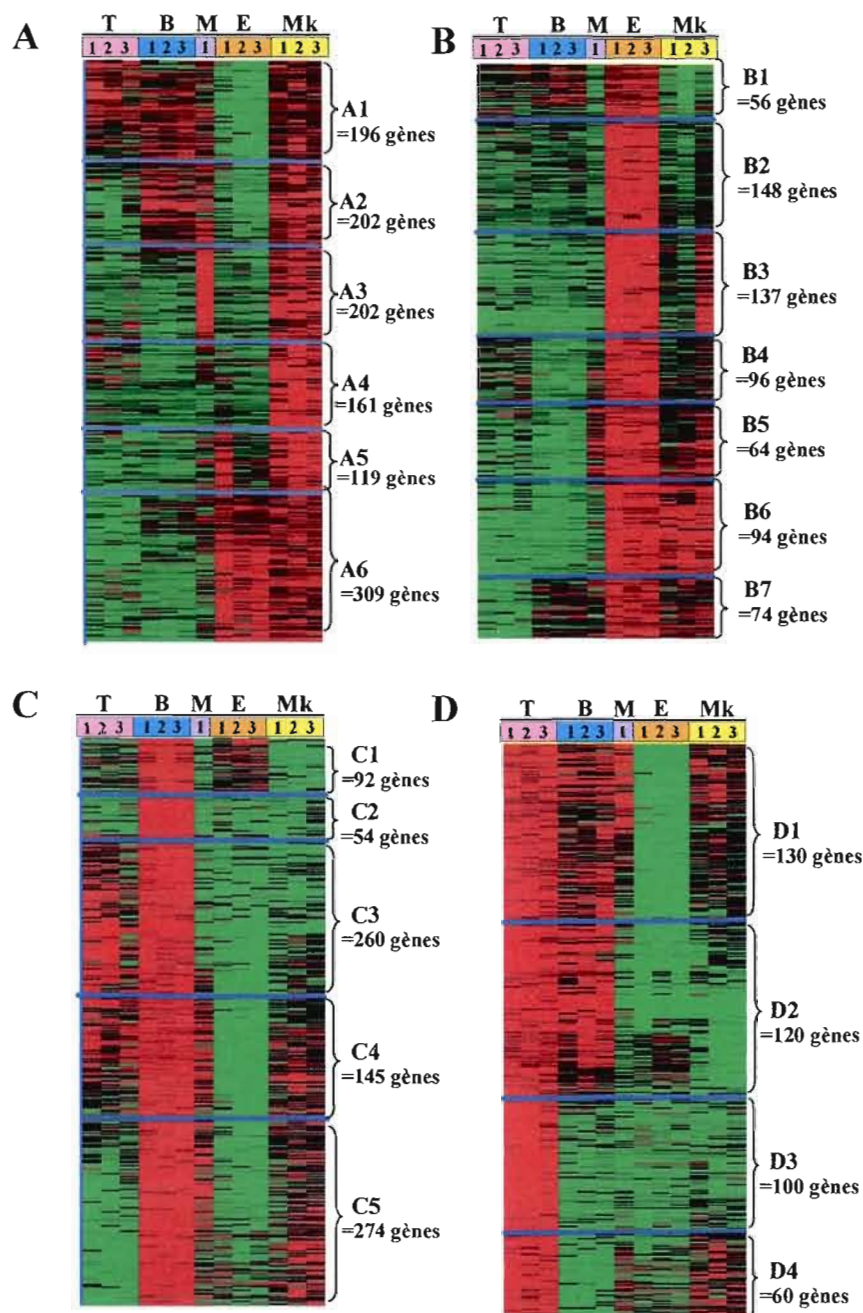 A
T B M E Mk
1 2 3 1 2 3 1 1 2 3 1 2 3
A1
=196 gènes
A2
=202 gènes
A3
=202 gènes
A4
=161 gènes
A5
=119 gènes
A6
=309 gènes
B
T B M E Mk
1 2 3 1 2 3 1 1 2 3 1 2 3
B1
=56 gènes
B2
=148 gènes
B3
=137 gènes
B4
=96 gènes
B5
=64 gènes
B6
=94 gènes
B7
=74 gènes
C
T B M E Mk
1 2 3 1 2 3 1 1 2 3 1 2 3
C1
=92 gènes
C2
=54 gènes
C3
=260 gènes
C4
=145 gènes
C5
=274 gènes
D
T B M E Mk
1 2 3 1 2 3 1 1 2 3 1 2 3
D1
=130 gènes
D2
=120 gènes
D3
=100 gènes
D4
=60 gènes